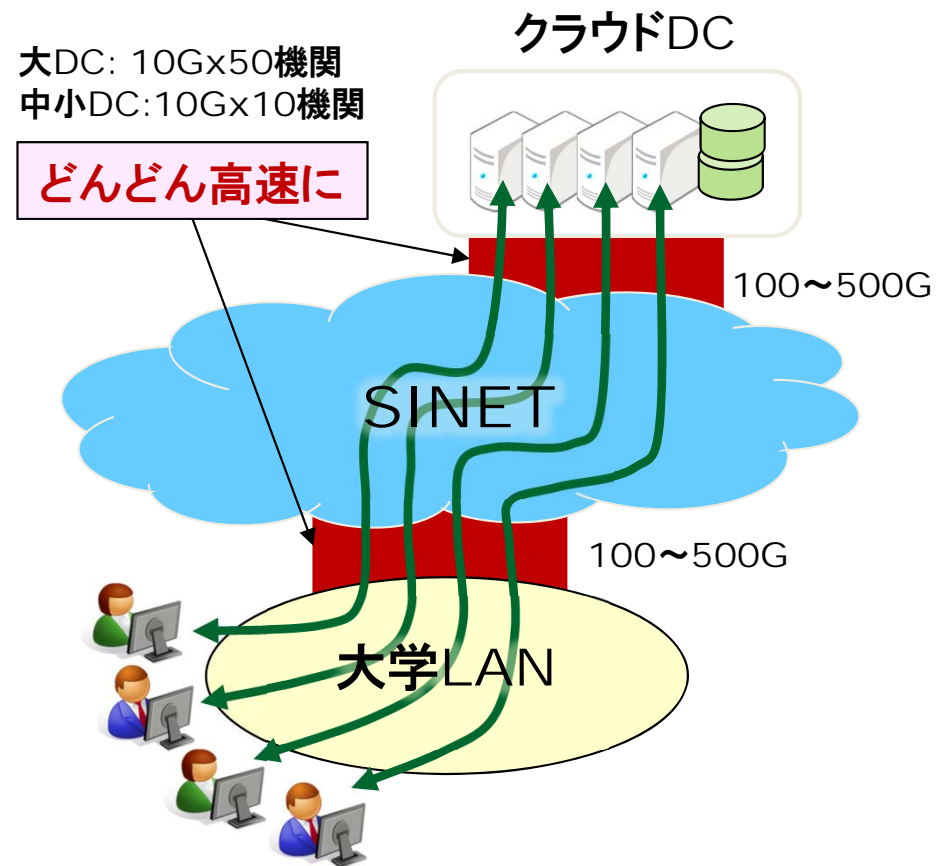 クラウドDC
大DC: 10Gx50機関
中小DC:10Gx10機関
どんどん高速に
100～500G
SINET
100～500G
大学LAN